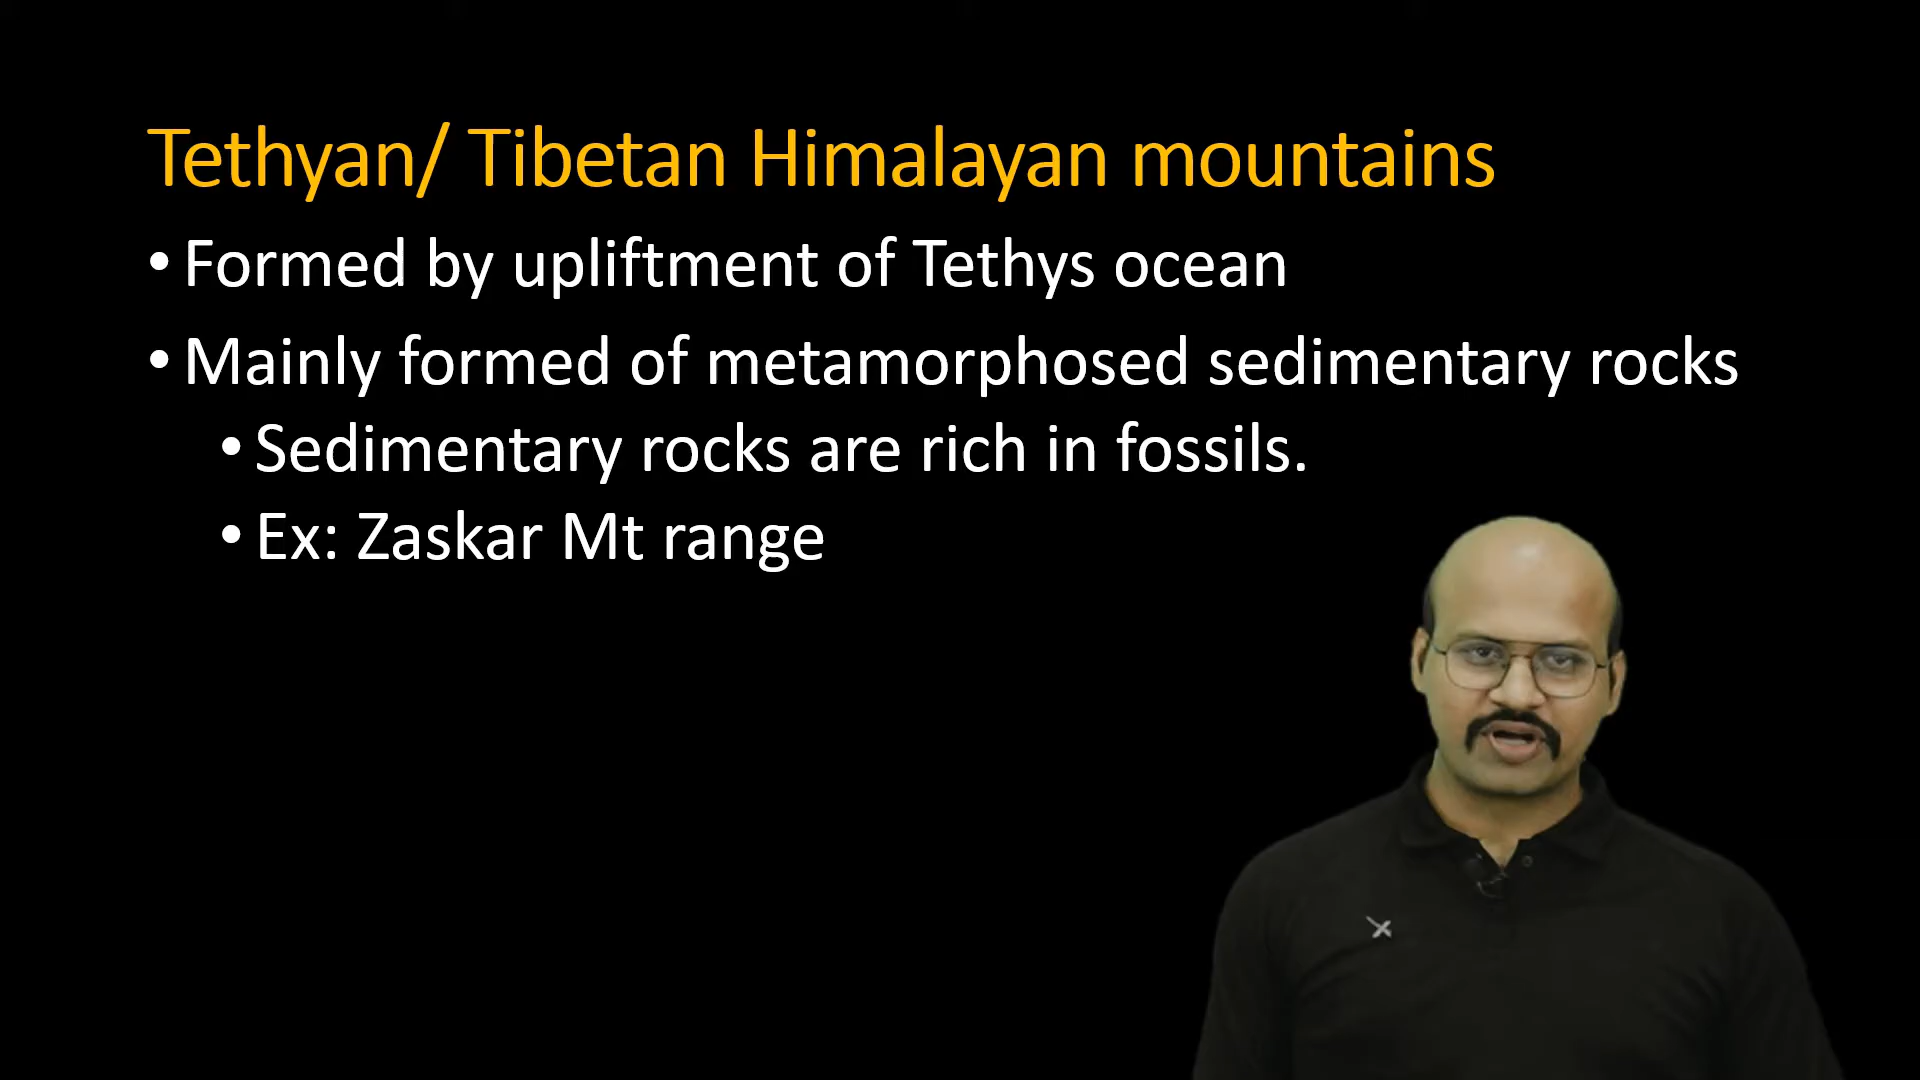 Tethyan/ Tibetan Himalayan mountains
• Formed by upliftment of Tethys ocean
• Mainly formed of metamorphosed sedimentary rocks
• Sedimentary rocks are rich in fossils.
• Ex: Zaskar Mt range